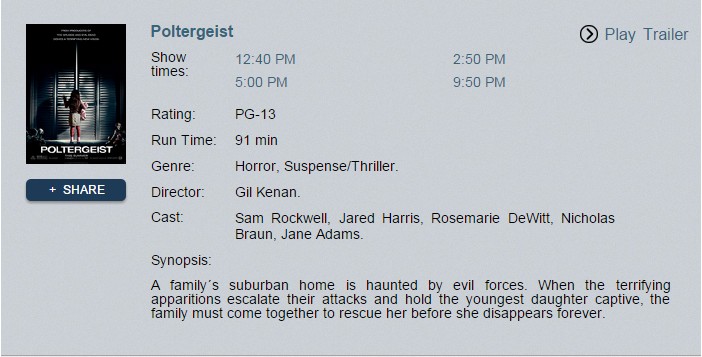 Poltergeist
Play Trailer
Show times:
12:40 PM 2:50 PM
5:00 PM 9:50 PM
Rating: PG-13
Run Time: 91 min
Genre: Horror, Suspense/Thriller.
Director: Gil Kenan.
Cast: Sam Rockwell, Jared Harris, Rosemarie DeWitt, Nicholas
Braun, Jane Adams.
Synopsis:
A family´s suburban home is haunted by evil forces. When the terrifying
apparitions escalate their attacks and hold the youngest daughter captive, the
family must come together to rescue her before she disappears forever.
POLTERGEIST
+ SHARE